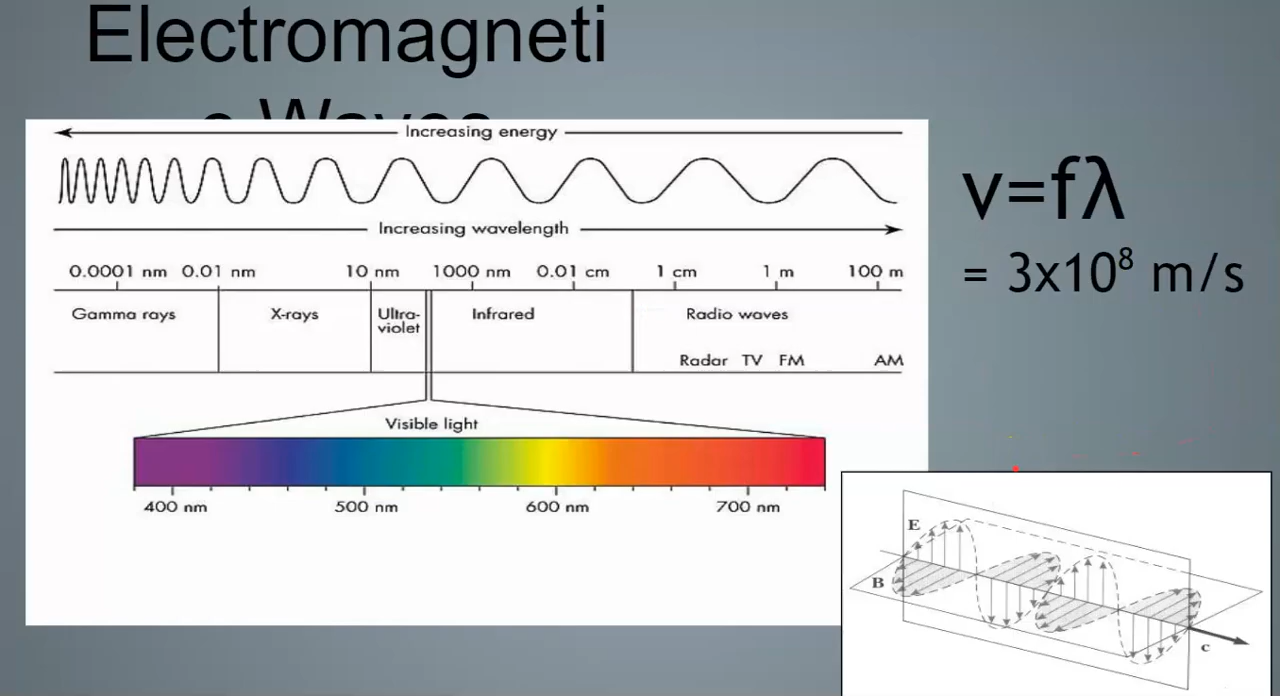 Electromagneti
c Waves
Increasing energy
Increasing wavelength
0.0001 nm 0.01 nm 10 nm 1000 nm 0.01 cm 1 cm 1 m 100 m
Gamma rays X-rays Ultra-violet Infrared Radio waves
Radar TV FM AM
Visible light
400 nm 500 nm 600 nm 700 nm
v=fλ
= 3x10⁸ m/s
E
B
c